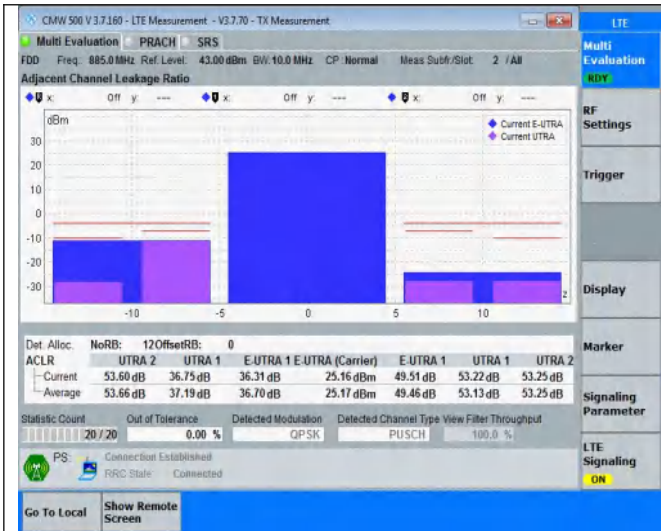 CMW 500 V 3.7.160 - LTE Measurement - V3.7.70 - TX Measurement
LTE
Multi Evaluation PRACH SRS
Multi Evaluation
RDY
FDD Freq: 885.0 MHz Ref. Level: 43.00 dBm BW: 10.0 MHz CP: Normal Meas Subfr./Slot: 2 / All
Adjacent Channel Leakage Ratio
x: Off y: --- x: Off y: --- x: Off y: ---
dBm
Current E-UTRA
Current UTRA
30
20
10
0
-10
-20
-30
-10 -5 0 5 10
z
RF Settings
Trigger
Display
Marker
Signaling Parameter
LTE Signaling
ON
Det. Alloc. NoRB: 12 OffsetRB: 0
ACLR UTRA 2 UTRA 1 E-UTRA 1 E-UTRA (Carrier) E-UTRA 1 UTRA 1 UTRA 2
Current 53.60 dB 36.75 dB 36.31 dB 25.16 dBm 49.51 dB 53.22 dB 53.25 dB
Average 53.66 dB 37.19 dB 36.70 dB 25.17 dBm 49.46 dB 53.13 dB 53.25 dB
Statistic Count Out of Tolerance Detected Modulation Detected Channel Type View Filter Throughput
20 / 20 0.00 % QPSK PUSCH 100.0 %
PS: Connection Established
RRC State: Connected
Go To Local
Show Remote Screen